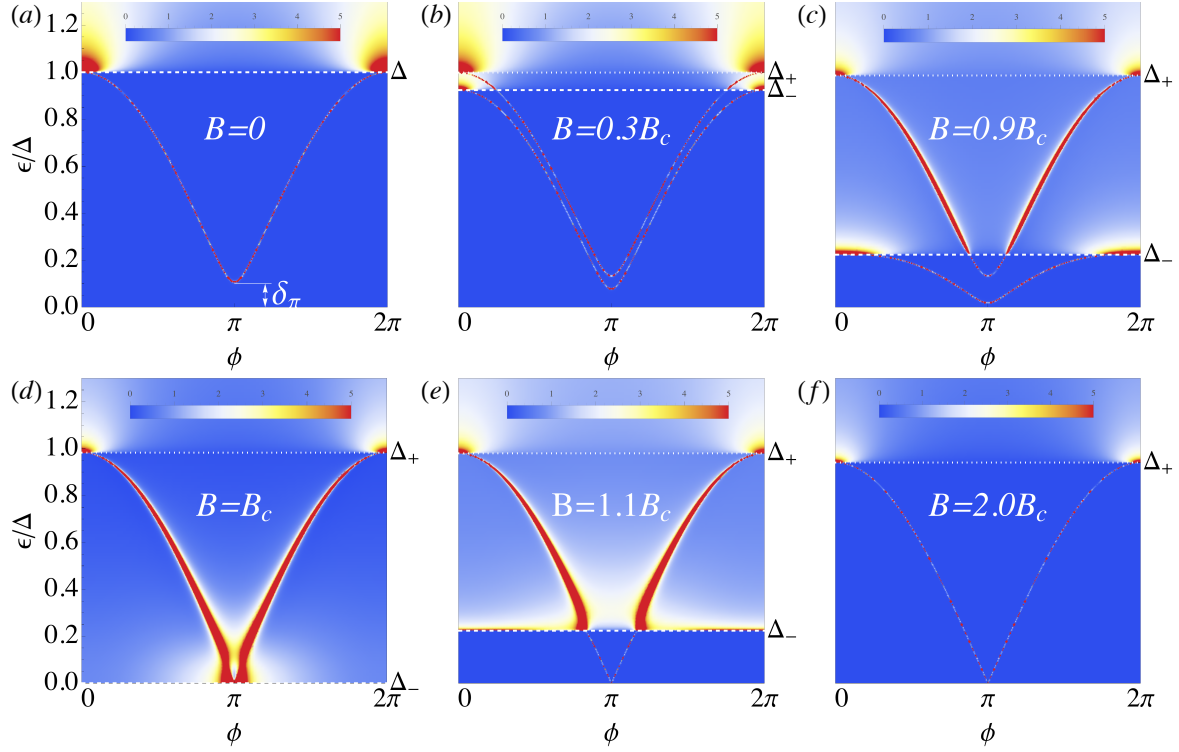 (a) (b) (c)
0 1 2 3 4 5 0 1 2 3 4 5 0 1 2 3 4 5
1.2
1.0 Δ Δ+ Δ+
Δ−
0.8 B=0 B=0.3Bc B=0.9Bc
ϵ/Δ
0.6
0.4
0.2 Δ−
δπ
0.0
0 π 2π 0 π 2π 0 π 2π
ϕ ϕ ϕ
(d) (e) (f)
0 1 2 3 4 5 0 1 2 3 4 5 0 1 2 3 4 5
1.2
1.0 Δ+ Δ+ Δ+
0.8 B=Bc B=1.1Bc B=2.0Bc
ϵ/Δ
0.6
0.4
0.2 Δ−
0.0 Δ−
0 π 2π 0 π 2π 0 π 2π
ϕ ϕ ϕ